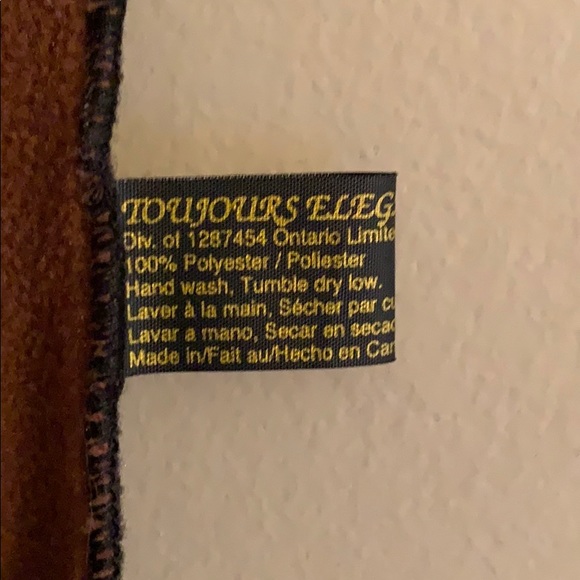 TOUJOURS ELEG
Div. of 1287454 Ontario Limite
100% Polyester / Poliester
Hand wash, Tumble dry low.
Laver à la main, Sécher par cu
Lavar a mano, Secar en secad
Made in/Fait au/Hecho en Can